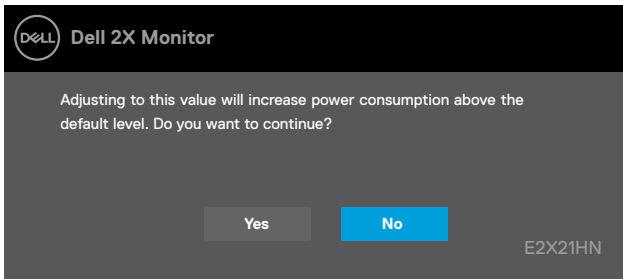 DELL Dell 2X Monitor
Adjusting to this value will increase power consumption above the
default level. Do you want to continue?
Yes No
E2X21HN